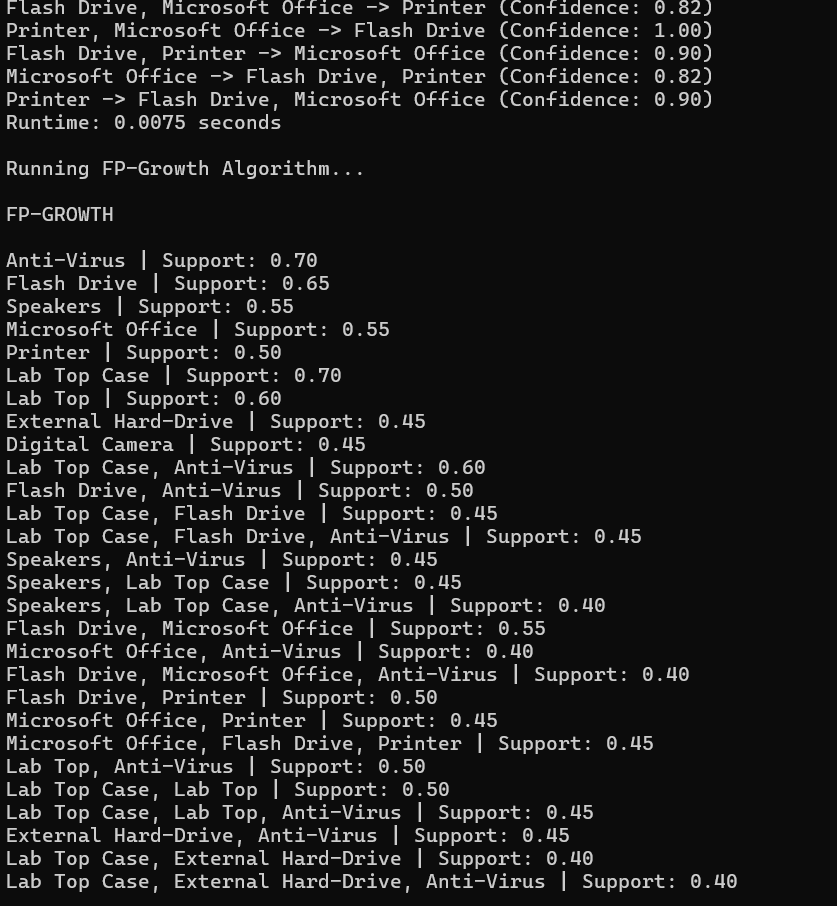 Flash Drive, Microsoft Office -> Printer (Confidence: 0.82)
Printer, Microsoft Office -> Flash Drive (Confidence: 1.00)
Flash Drive, Printer -> Microsoft Office (Confidence: 0.90)
Microsoft Office -> Flash Drive, Printer (Confidence: 0.82)
Printer -> Flash Drive, Microsoft Office (Confidence: 0.90)
Runtime: 0.0075 seconds
Running FP-Growth Algorithm...
FP-GROWTH
Anti-Virus | Support: 0.70
Flash Drive | Support: 0.65
Speakers | Support: 0.55
Microsoft Office | Support: 0.55
Printer | Support: 0.50
Lab Top Case | Support: 0.70
Lab Top | Support: 0.60
External Hard-Drive | Support: 0.45
Digital Camera | Support: 0.45
Lab Top Case, Anti-Virus | Support: 0.60
Flash Drive, Anti-Virus | Support: 0.50
Lab Top Case, Flash Drive | Support: 0.45
Lab Top Case, Flash Drive, Anti-Virus | Support: 0.45
Speakers, Anti-Virus | Support: 0.45
Speakers, Lab Top Case | Support: 0.45
Speakers, Lab Top Case, Anti-Virus | Support: 0.40
Flash Drive, Microsoft Office | Support: 0.55
Microsoft Office, Anti-Virus | Support: 0.40
Flash Drive, Microsoft Office, Anti-Virus | Support: 0.40
Flash Drive, Printer | Support: 0.50
Microsoft Office, Printer | Support: 0.45
Microsoft Office, Flash Drive, Printer | Support: 0.45
Lab Top, Anti-Virus | Support: 0.50
Lab Top Case, Lab Top | Support: 0.50
Lab Top Case, Lab Top, Anti-Virus | Support: 0.45
External Hard-Drive, Anti-Virus | Support: 0.45
Lab Top Case, External Hard-Drive | Support: 0.40
Lab Top Case, External Hard-Drive, Anti-Virus | Support: 0.40